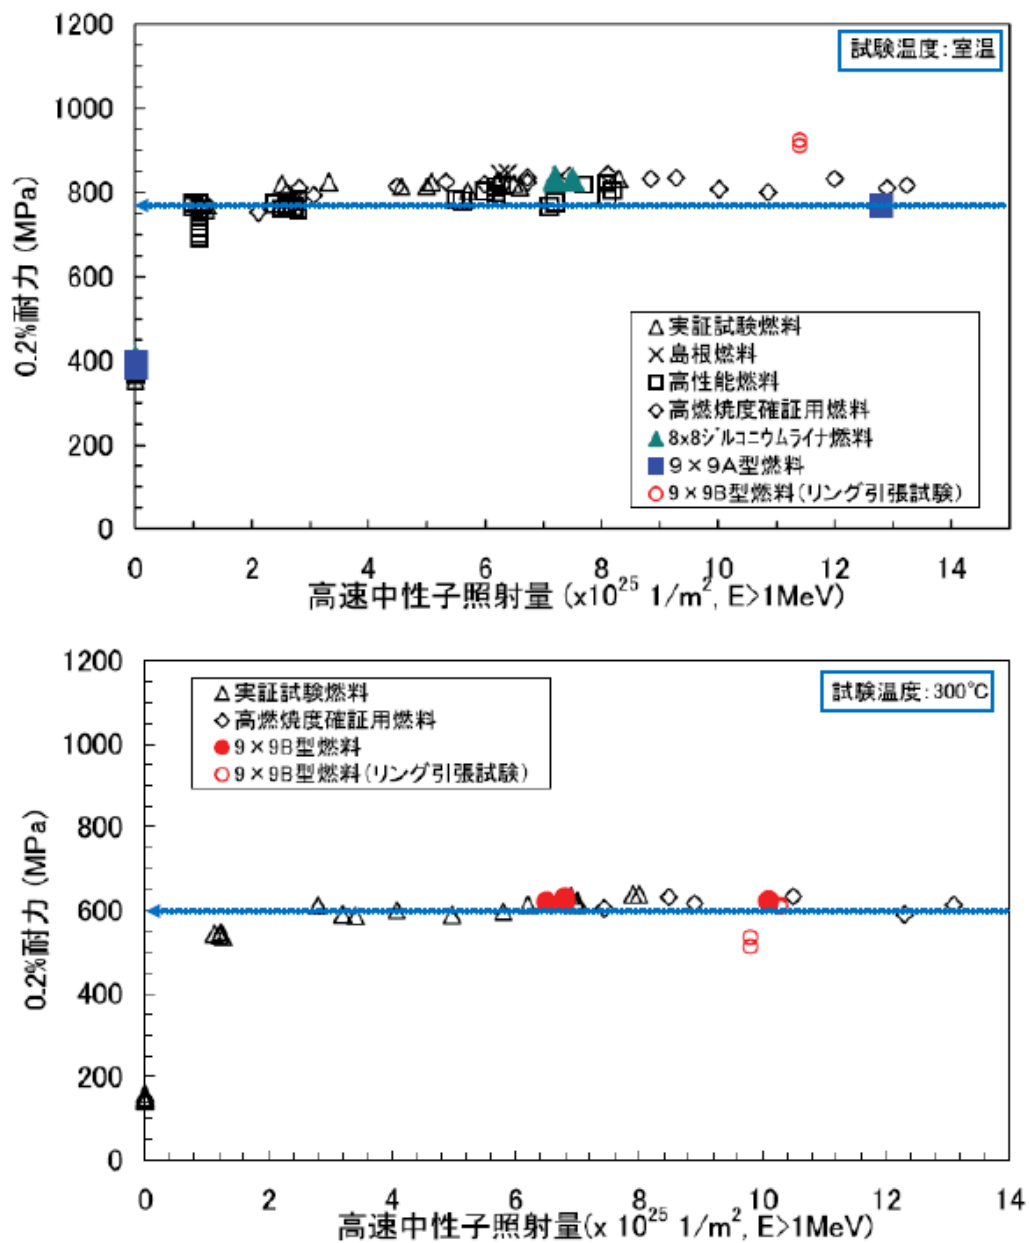 1200
1000
800
600
400
200
0
0.2%耐力 (MPa)
試験温度:室温
△ 実証試験燃料
× 島根燃料
□ 高性能燃料
◇ 高燃焼度確証用燃料
▲ 8x8ジルコニウムライナ燃料
■ 9×9A型燃料
○ 9×9B型燃料(リング引張試験)
0 2 4 6 8 10 12 14
高速中性子照射量 (x10²⁵ 1/m², E>1MeV)
1200
1000
800
600
400
200
0
0.2%耐力 (MPa)
試験温度:300℃
△ 実証試験燃料
◇ 高燃焼度確証用燃料
● 9×9B型燃料
○ 9×9B型燃料(リング引張試験)
0 2 4 6 8 10 12 14
高速中性子照射量(x 10²⁵ 1/m², E>1MeV)